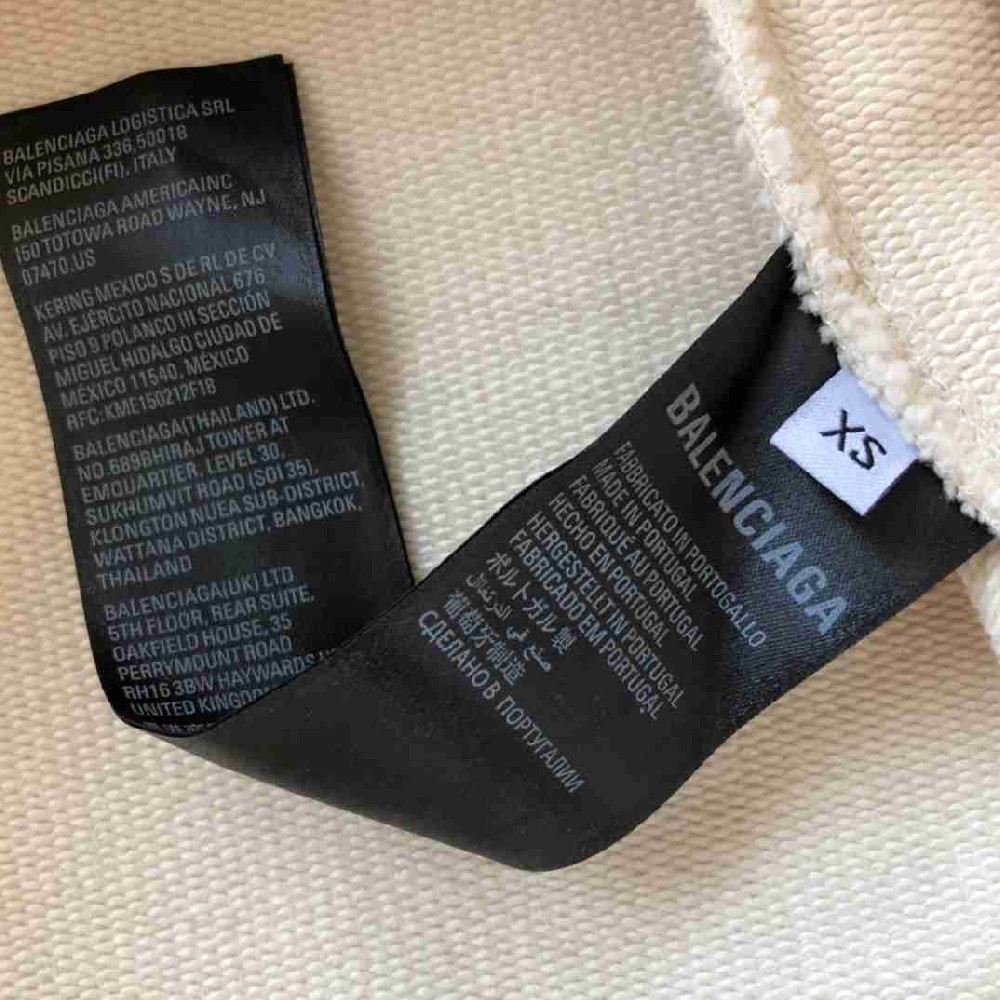 BALENCIAGA LOGISTICA SRL
VIA PISANA 336,50018
SCANDICCI(FI), ITALY
BALENCIAGA AMERICAINC
150 TOTOWA ROAD WAYNE, NJ
07470.US
KERING MEXICO S DE RL DE CV
AV. EJÉRCITO NACIONAL 676
PISO 9 POLANCO III SECCIÓN
MIGUEL HIDALGO CIUDAD DE
MÉXICO 11540, MÉXICO
RFC: KME150212F18
BALENCIAGA(THAILAND) LTD.
NO.689BHIRAJ TOWER AT
EMQUARTIER, LEVEL 30,
SUKHUMVIT ROAD (SOI 35),
KLONGTON NUEA SUB-DISTRICT,
WATTANA DISTRICT, BANGKOK,
THAILAND
BALENCIAGA(UK) LTD
5TH FLOOR, REAR SUITE,
OAKFIELD HOUSE, 35
PERRYMOUNT ROAD
RH16 3BW HAYWARDS
UNITED
XS
BALENCIAGA
FABBRICATO IN PORTOGALLO
MADE IN PORTUGAL
FABRIQUÉ AU PORTUGAL
HECHO EN PORTUGAL
HERGESTELLT IN PORTUGAL
FABRICADO EM PORTUGAL
ポルトガル製
صنع في البرتغال
葡萄牙制造
СДЕЛАНО В ПОРТУГАЛИИ